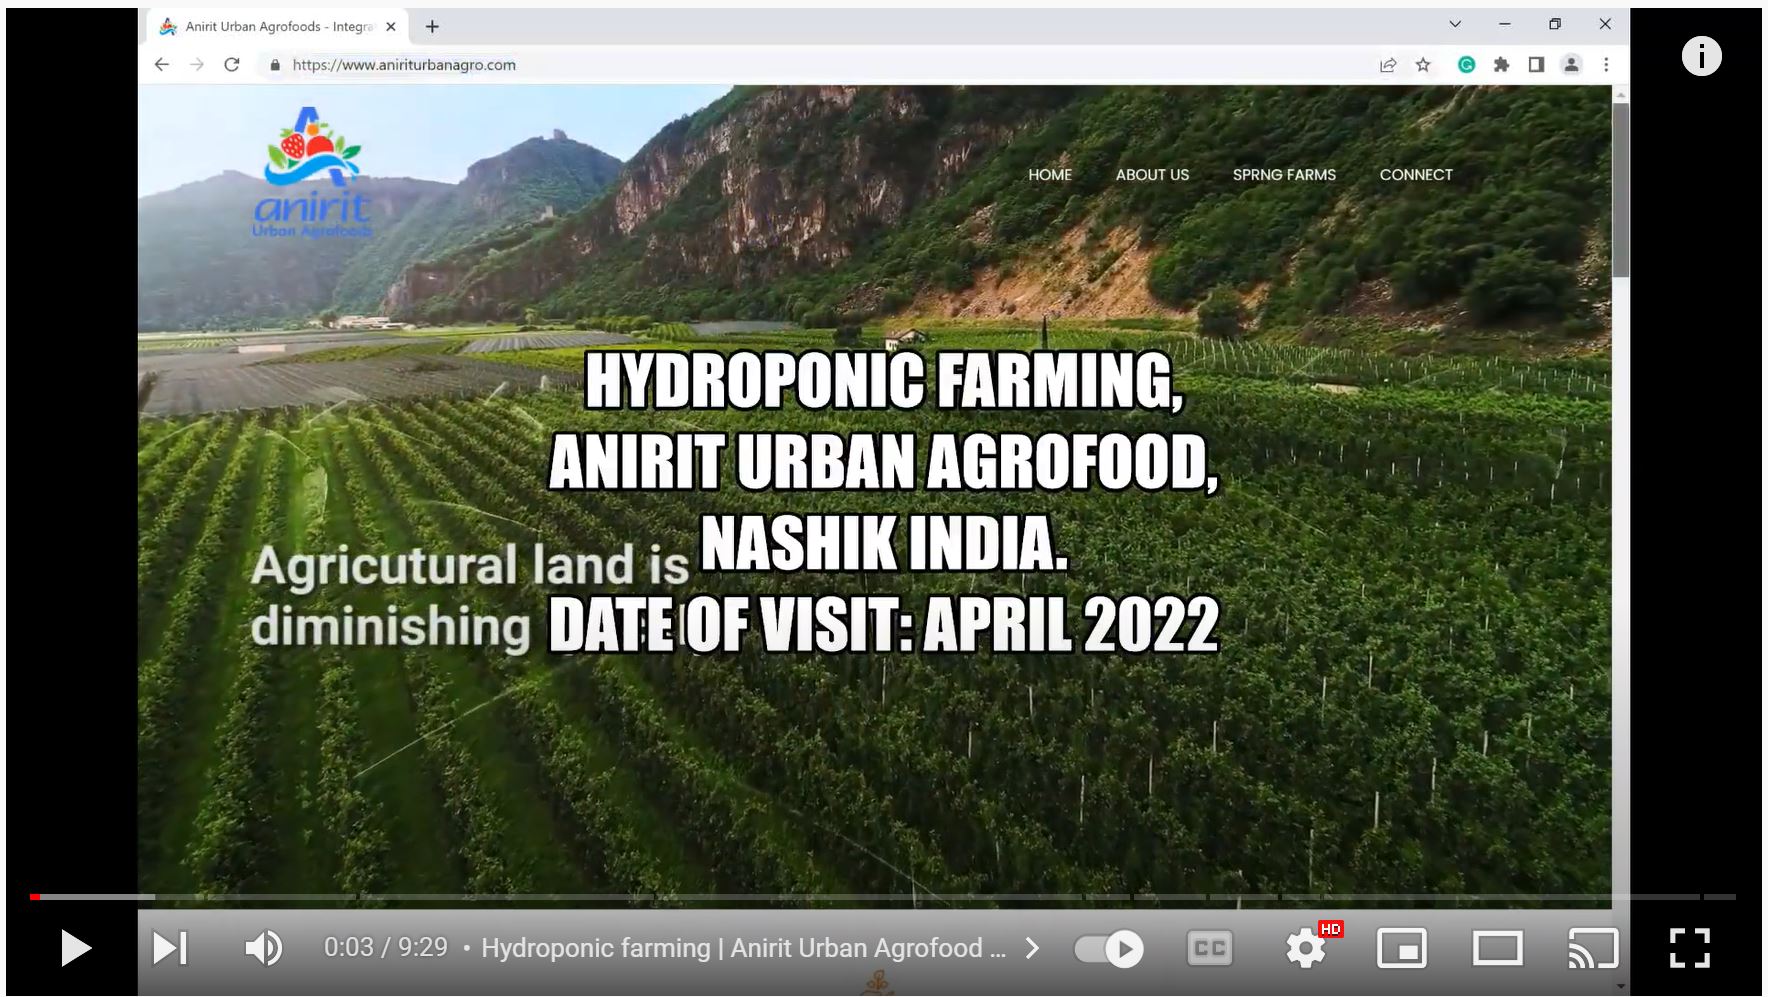 Anirit Urban Agrofoods - Integra
https://www.aniriturbanagro.com
anirit
Urban Agrofoods
HOME
ABOUT US
SPRNG FARMS
CONNECT
HYDROPONIC FARMING,
ANIRIT URBAN AGROFOOD,
NASHIK INDIA.
DATE OF VISIT: APRIL 2022
Agricutural land is
diminishing
0:03 / 9:29 • Hydroponic farming | Anirit Urban Agrofood ...
CC
HD